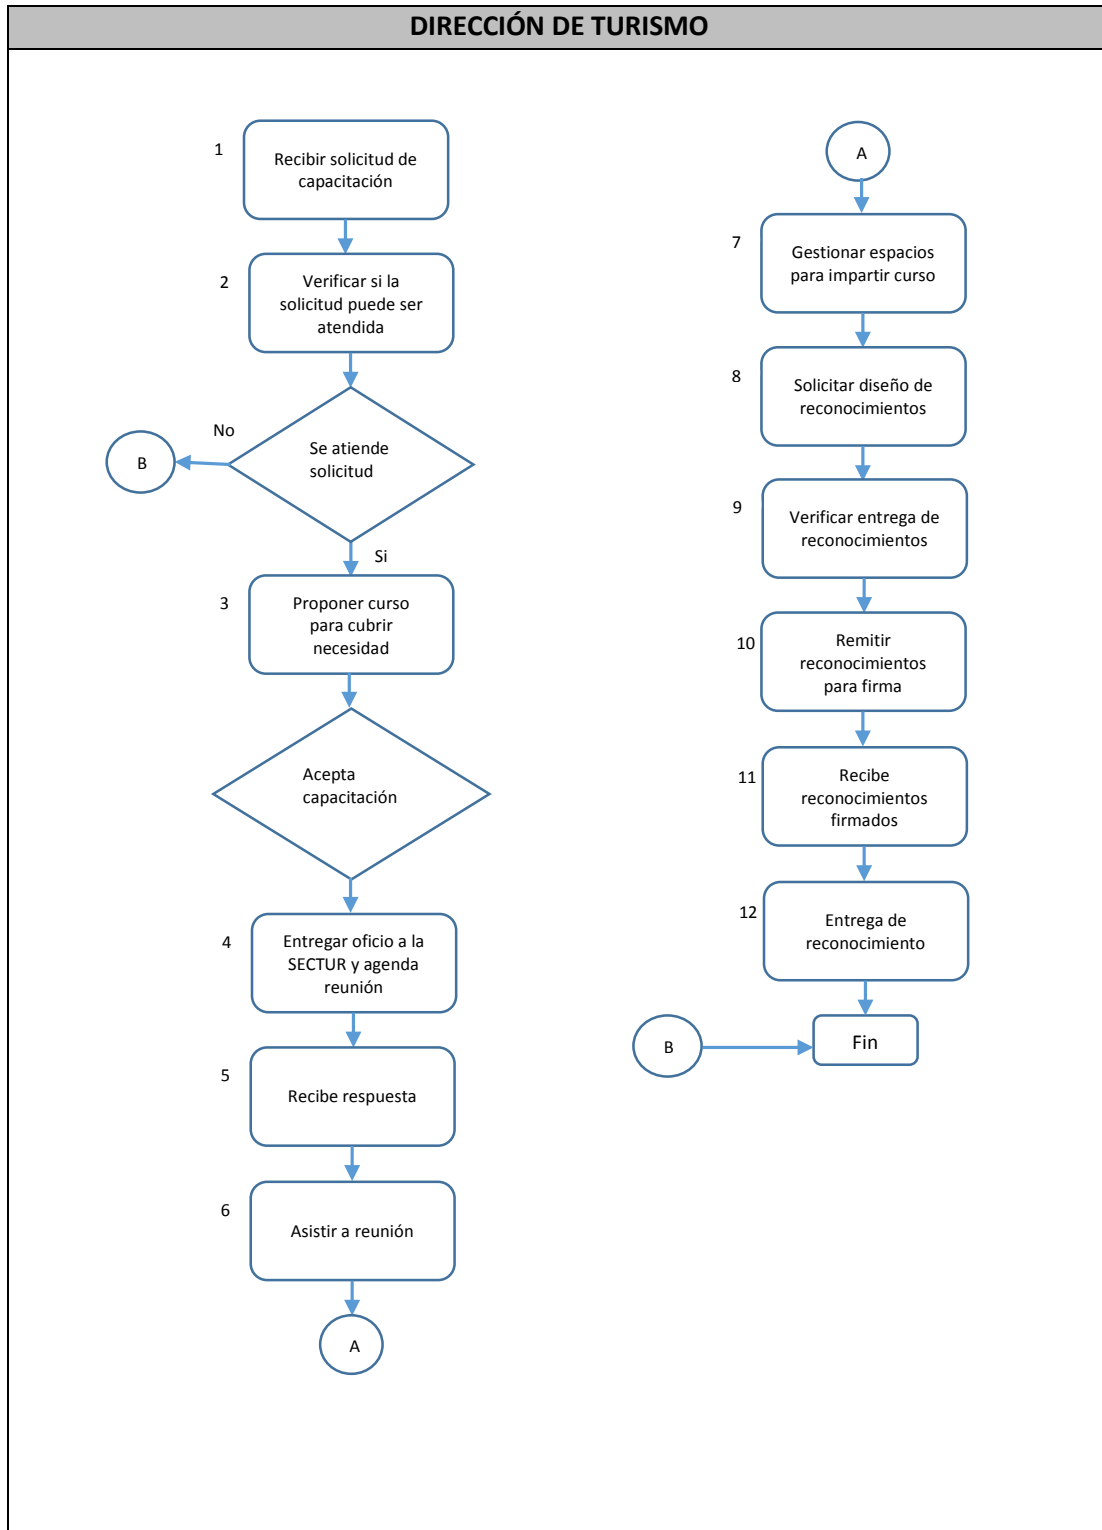 DIRECCIÓN DE TURISMO
1
Recibir solicitud de
capacitación
2
Verificar si la
solicitud puede ser
atendida
No
B
Se atiende
solicitud
Si
3
Proponer curso
para cubrir
necesidad
Acepta
capacitación
4
Entregar oficio a la
SECTUR y agenda
reunión
5
Recibe respuesta
6
Asistir a reunión
A
A
7
Gestionar espacios
para impartir curso
8
Solicitar diseño de
reconocimientos
9
Verificar entrega de
reconocimientos
10
Remitir
reconocimientos
para firma
11
Recibe
reconocimientos
firmados
12
Entrega de
reconocimiento
B
Fin